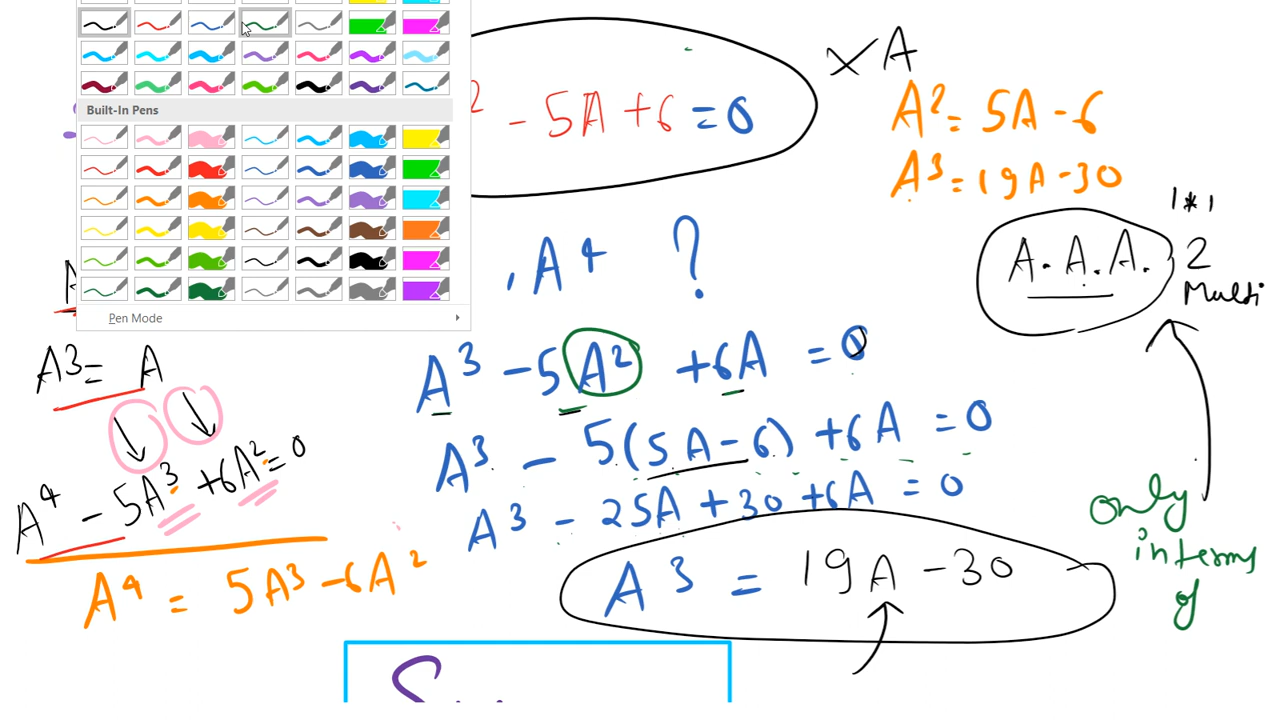 Built-In Pens
Pen Mode
2 - 5A + 6 = 0
× A
A2 = 5A - 6
A3 = 19A - 30
1*1
A.A.A. 2
Multi
, A4 ?
A3 = A
A3 - 5A2 + 6A = 0
A3 - 5(5A - 6) + 6A = 0
A3 - 25A + 30 + 6A = 0
A3 = 19A - 30
A4 - 5A3 + 6A2 = 0
A4 = 5A3 - 6A2
only
interms
of